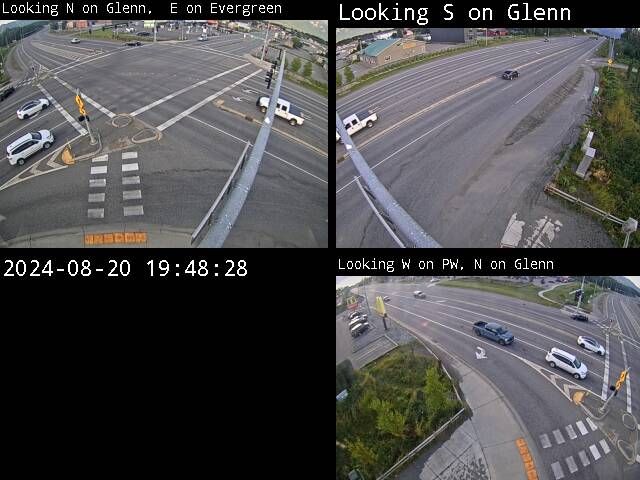 Looking N on Glenn,  E on Evergreen
Looking S on Glenn
2024-08-20 19:48:28
Looking W on PW, N on Glenn